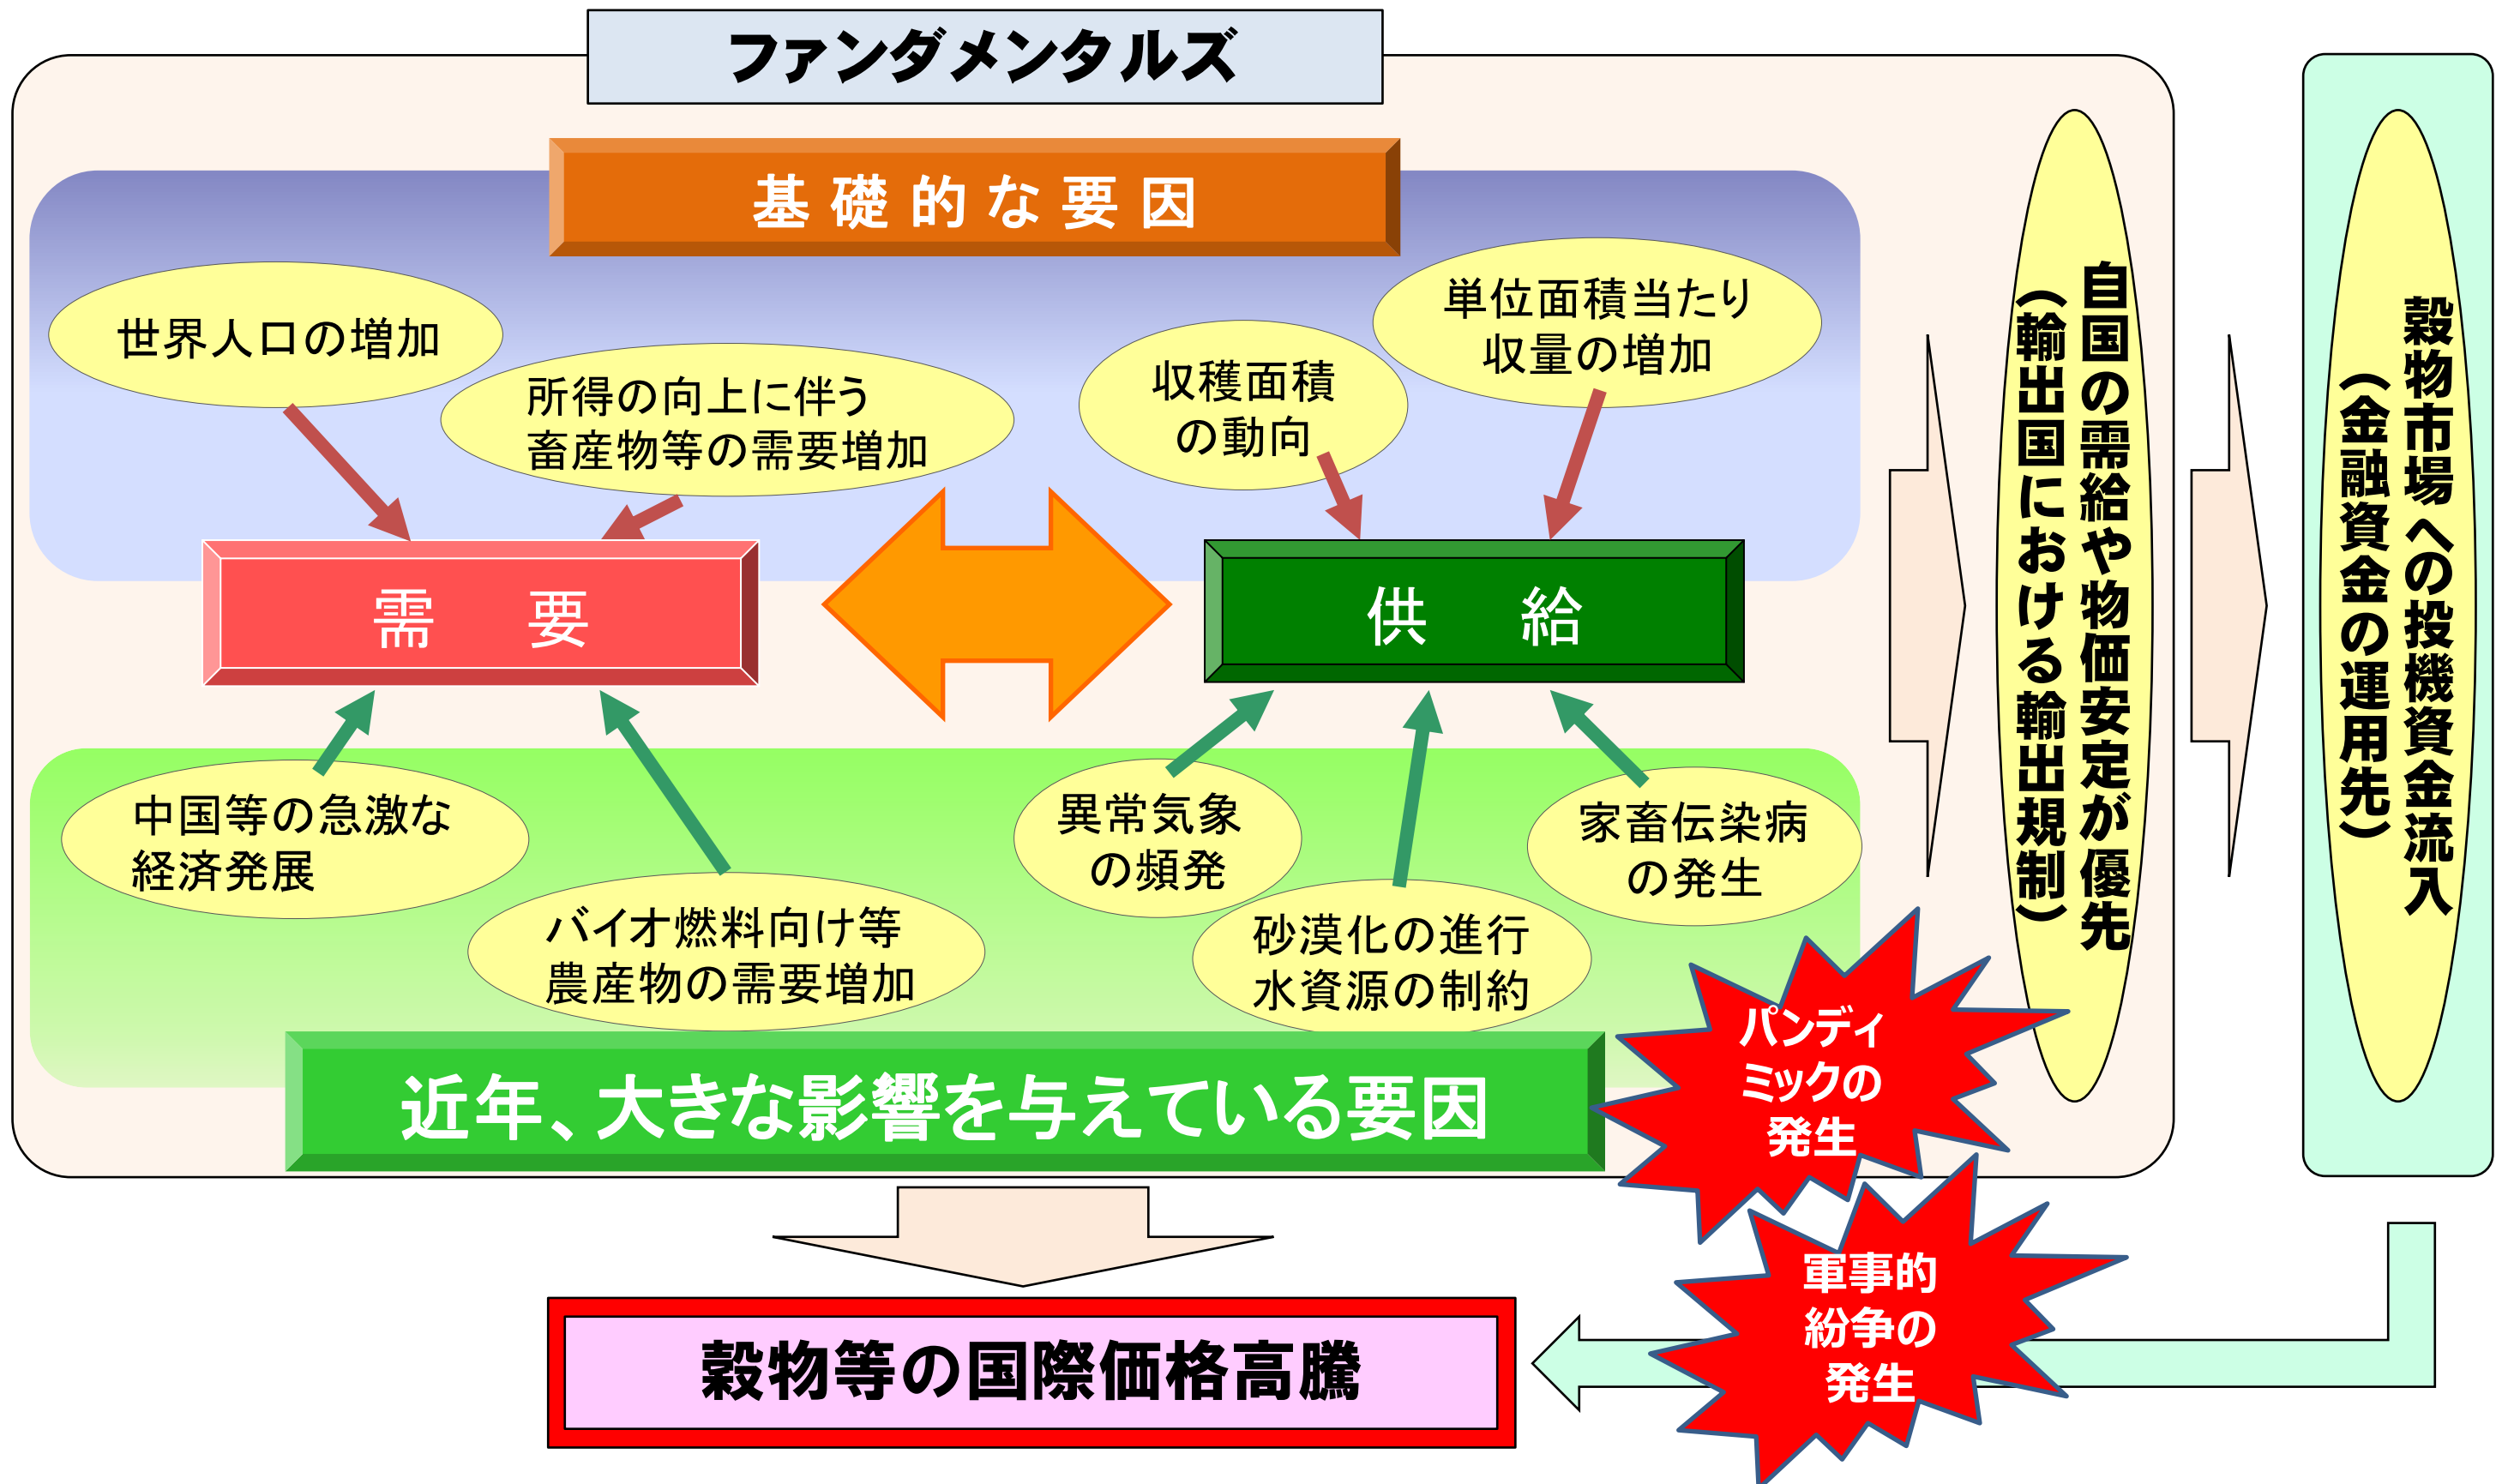 ファンダメンタルズ
基礎的な要因
世界人口の増加
所得の向上に伴う
畜産物等の需要増加
収穫面積
の動向
単位面積当たり
収量の増加
需　要
供　給
中国等の急激な
経済発展
バイオ燃料向け等
農産物の需要増加
異常気象
の頻発
砂漠化の進行
水資源の制約
家畜伝染病
の発生
近年、大きな影響を与えている要因
自国の需給や物価安定が優先
（輸出国における輸出規制）
穀物市場への投機資金流入
（金融資金の運用先）
パンディ
ミックの
発生
軍事的
紛争の
発生
穀物等の国際価格高騰